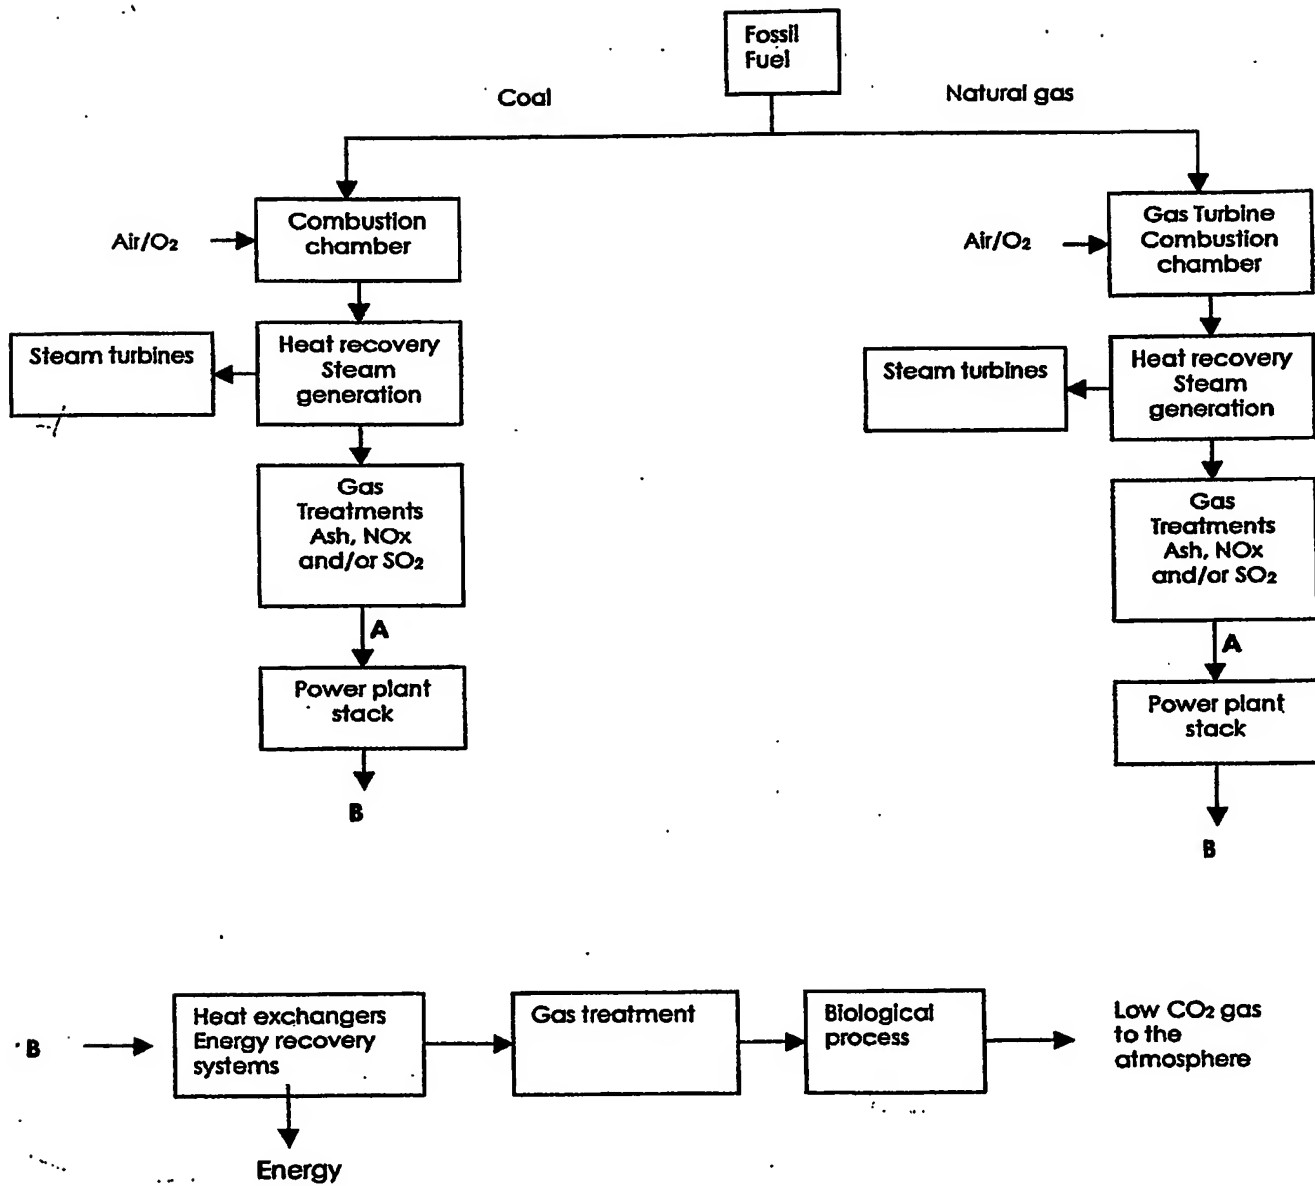 Fossil
Fuel
Coal
Natural gas
Air/O₂
Combustion
chamber
Air/O₂
Gas Turbine
Combustion
chamber
Steam turbines
Heat recovery
Steam
generation
Steam turbines
Heat recovery
Steam
generation
Gas
Treatments
Ash, NOx
and/or SO₂
Gas
Treatments
Ash, NOx
and/or SO₂
A
A
Power plant
stack
Power plant
stack
B
B
B
Heat exchangers
Energy recovery
systems
Gas treatment
Biological
process
Low CO₂ gas
to the
atmosphere
Energy